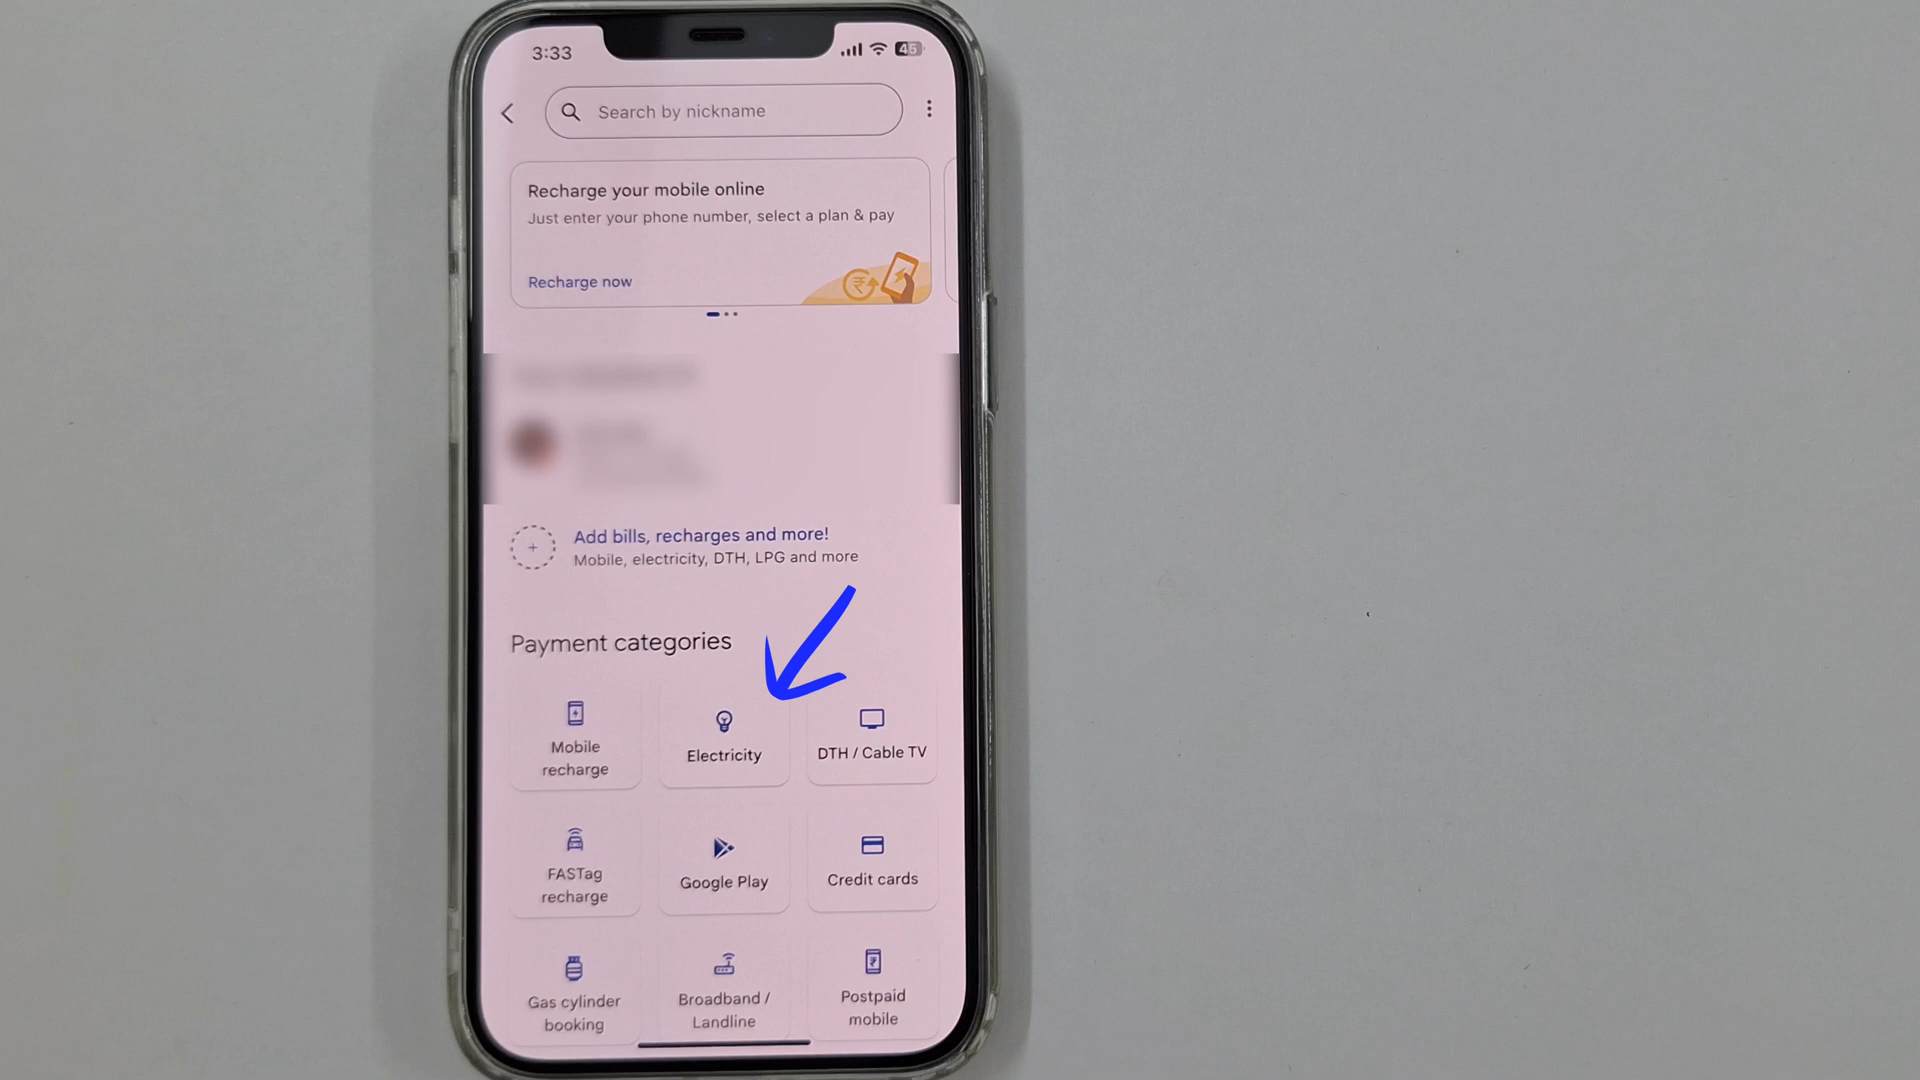 3:33
45
Search by nickname
Recharge your mobile online
Just enter your phone number, select a plan & pay
Recharge now
Add bills, recharges and more!
Mobile, electricity, DTH, LPG and more
Payment categories
Mobile
recharge
Electricity
DTH / Cable TV
FASTag
recharge
Google Play
Credit cards
Gas cylinder
booking
Broadband /
Landline
Postpaid
mobile